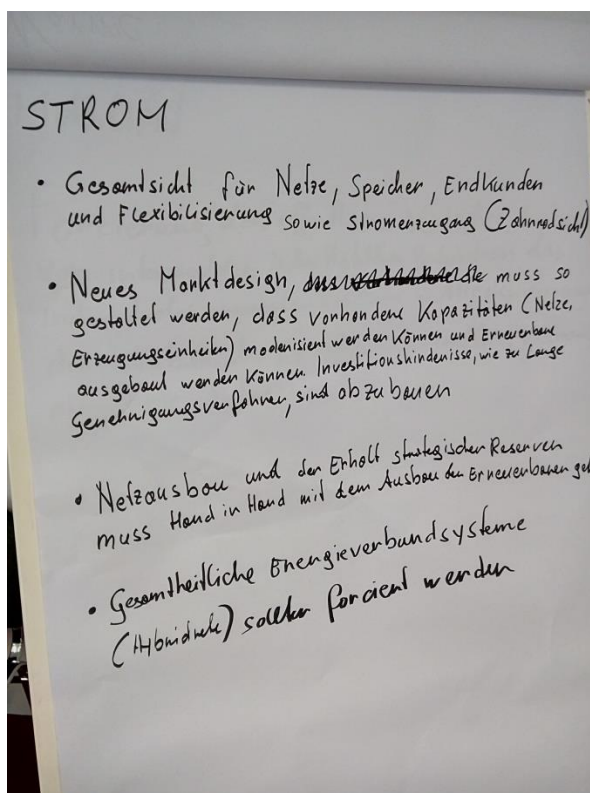 STROM
• Gesamtsicht für Netze, Speicher, Endkunden
und Flexibilisierung sowie Stromerzeugung (Zahnradsicht)
• Neues Marktdesign, muss so
gestaltet werden, dass vorhandene Kapazitäten (Netze,
Erzeugungseinheiten) modernisiert werden können und Erneuerbare
ausgebaut werden können. Investitionshindernisse, wie zu lange
Genehmigungsverfahren, sind abzubauen
• Netzausbau und der Erhalt strategischer Reserven
muss Hand in Hand mit dem Ausbau der Erneuerbaren
• Gesamtheitliche Energieverbundsysteme
(Hybridnetze) sollten forciert werden